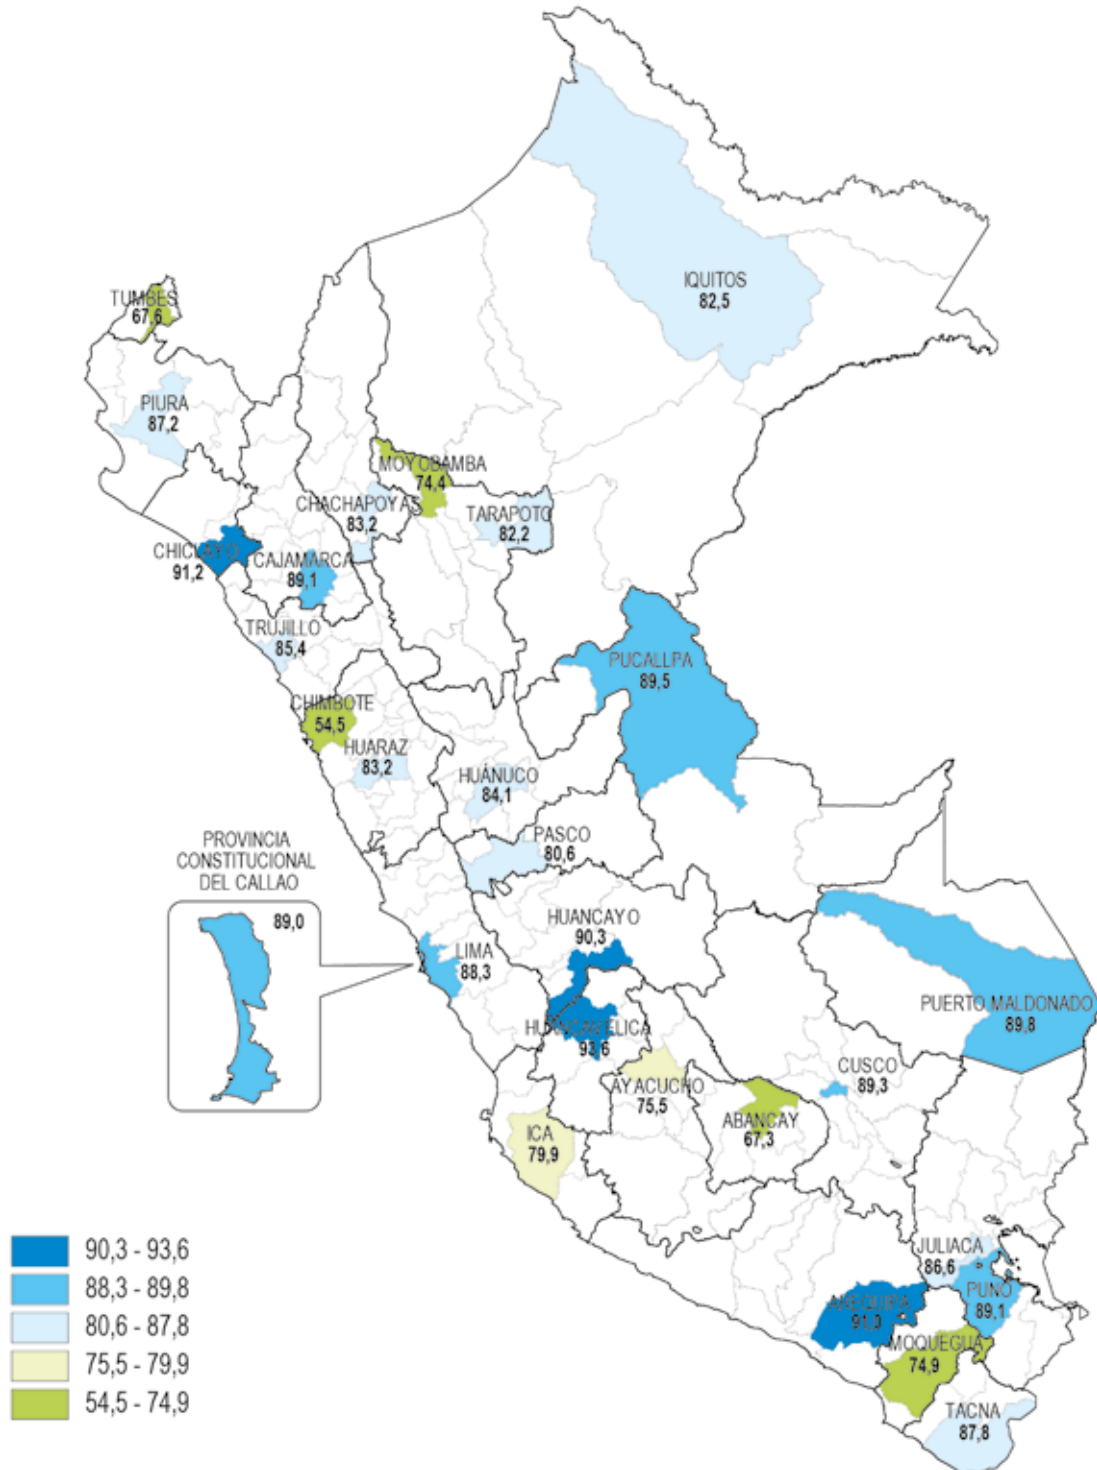 IQUITOS
82,5
TUMBES
67,6
PIURA
87,2
MOYOBAMBA
74,4
CHACHAPOYAS
83,2
TARAPOTO
82,2
CHICLAYO
91,2
CAJAMARCA
89,1
TRUJILLO
85,4
PUCALLPA
89,5
CHIMBOTE
54,5
HUARAZ
83,2
HUÁNUCO
84,1
PASCO
80,6
PROVINCIA
CONSTITUCIONAL
DEL CALLAO
89,0
HUANCAYO
90,3
LIMA
88,3
PUERTO MALDONADO
89,8
HUANCAVELICA
93,6
CUSCO
89,3
AYACUCHO
75,5
ABANCAY
67,3
ICA
79,9
JULIACA
86,6
PUNO
89,1
AREQUIPA
91,0
MOQUEGUA
74,9
TACNA
87,8
90,3 - 93,6
88,3 - 89,8
80,6 - 87,8
75,5 - 79,9
54,5 - 74,9